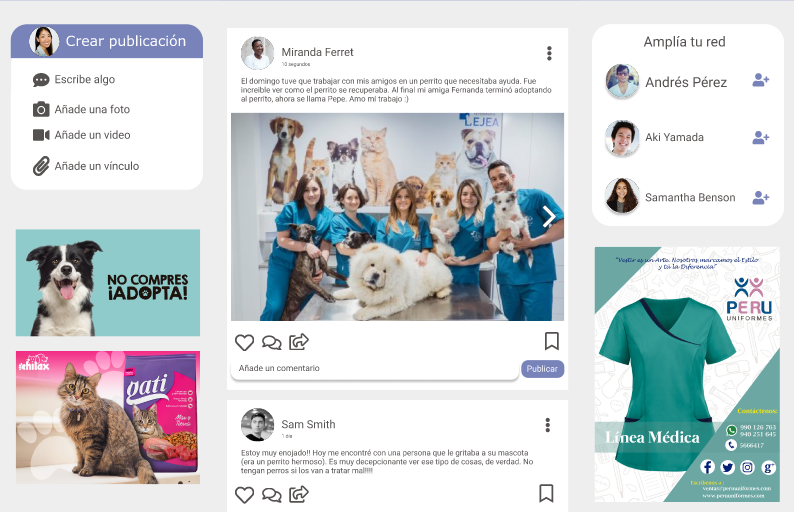 Crear publicación
Escribe algo
Añade una foto
Añade un video
Añade un vínculo
NO COMPRES
¡ADOPTA!
gati
Miranda Ferret
10 segundos
El domingo tuve que trabajar con mis amigos en un perrito que necesitaba ayuda. Fue
increíble ver como el perrito se recuperaba. Al final mi amiga Fernanda terminó adoptando
al perrito, ahora se llama Pepe. Amo mi trabajo :)
LEJEA
Añade un comentario
Publicar
Sam Smith
1 día
Estoy muy enojado!! Hoy me encontré con una persona que le gritaba a su mascota
(era un perrito hermoso). Es muy decepcionante ver ese tipo de cosas, de verdad. No
tengan perros si los van a tratar mal!!!!
Amplía tu red
Andrés Pérez
Aki Yamada
Samantha Benson
"Vestir es un Arte. Nosotros marcamos el Estilo
y tu la Diferencia"
PERU
UNIFORMES
Contáctenos:
990 126 763
940 251 645
5666417
Línea Médica
Escríbenos a :
ventas@peruuniformes.com
www.peruuniformes.com